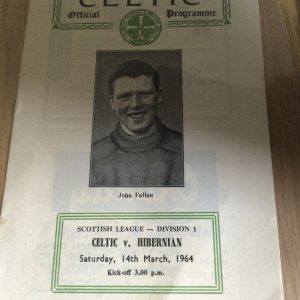 CELTIC
Official Programme
John Fallon
SCOTTISH LEAGUE — DIVISION 1
CELTIC v. HIBERNIAN
Saturday, 14th March, 1964
Kick-off 3.00 p.m.